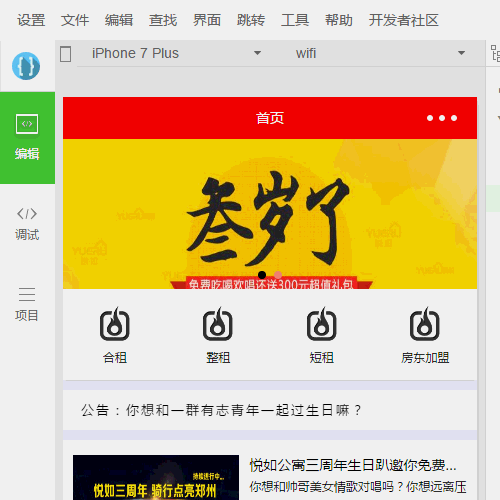 设置 文件 编辑 查找 界面 跳转 工具 帮助 开发者社区
iPhone 7 Plus wifi
首页
编辑
调试
项目
叁岁了
免费吃喝欢唱还送300元超值礼包
合租 整租 短租 房东加盟
公告：你想和一群有志青年一起过生日嘛？
持续进行中...
悦如三周年 骑行点亮郑州
悦如公寓三周年生日趴邀你免费...
你想和帅哥美女情歌对唱吗？你想远离压